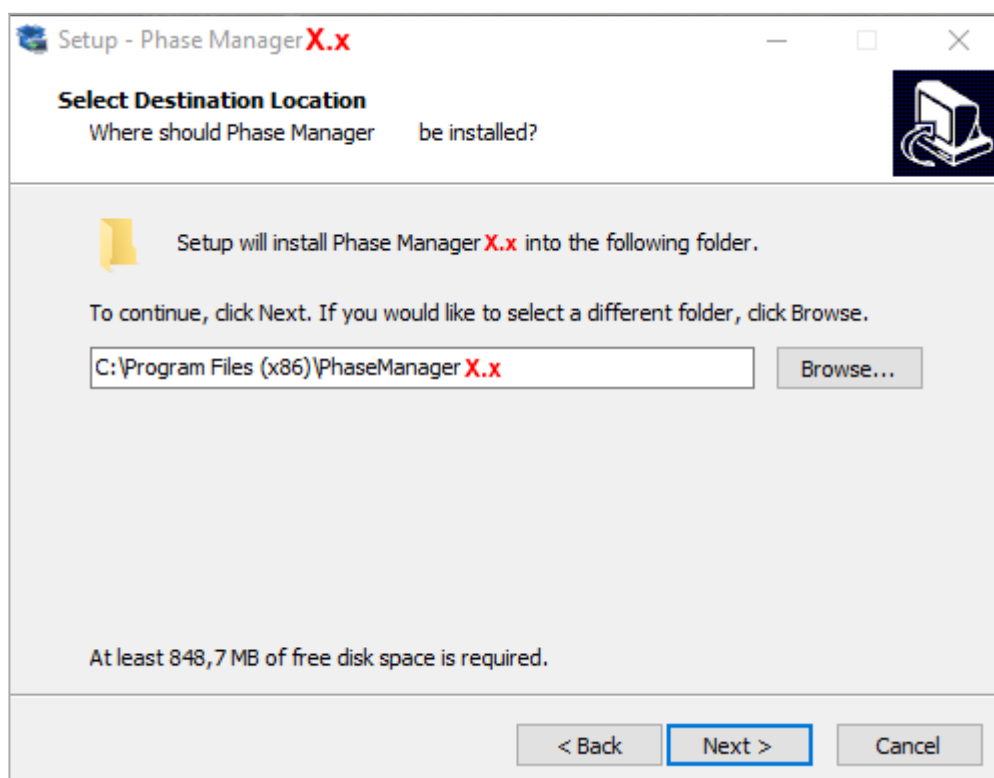 Setup - Phase Manager X.x
Select Destination Location
Where should Phase Manager be installed?
Setup will install Phase Manager X.x into the following folder.
To continue, click Next. If you would like to select a different folder, click Browse.
C:\Program Files (x86)\PhaseManager X.x
Browse...
At least 848,7 MB of free disk space is required.
< Back
Next >
Cancel